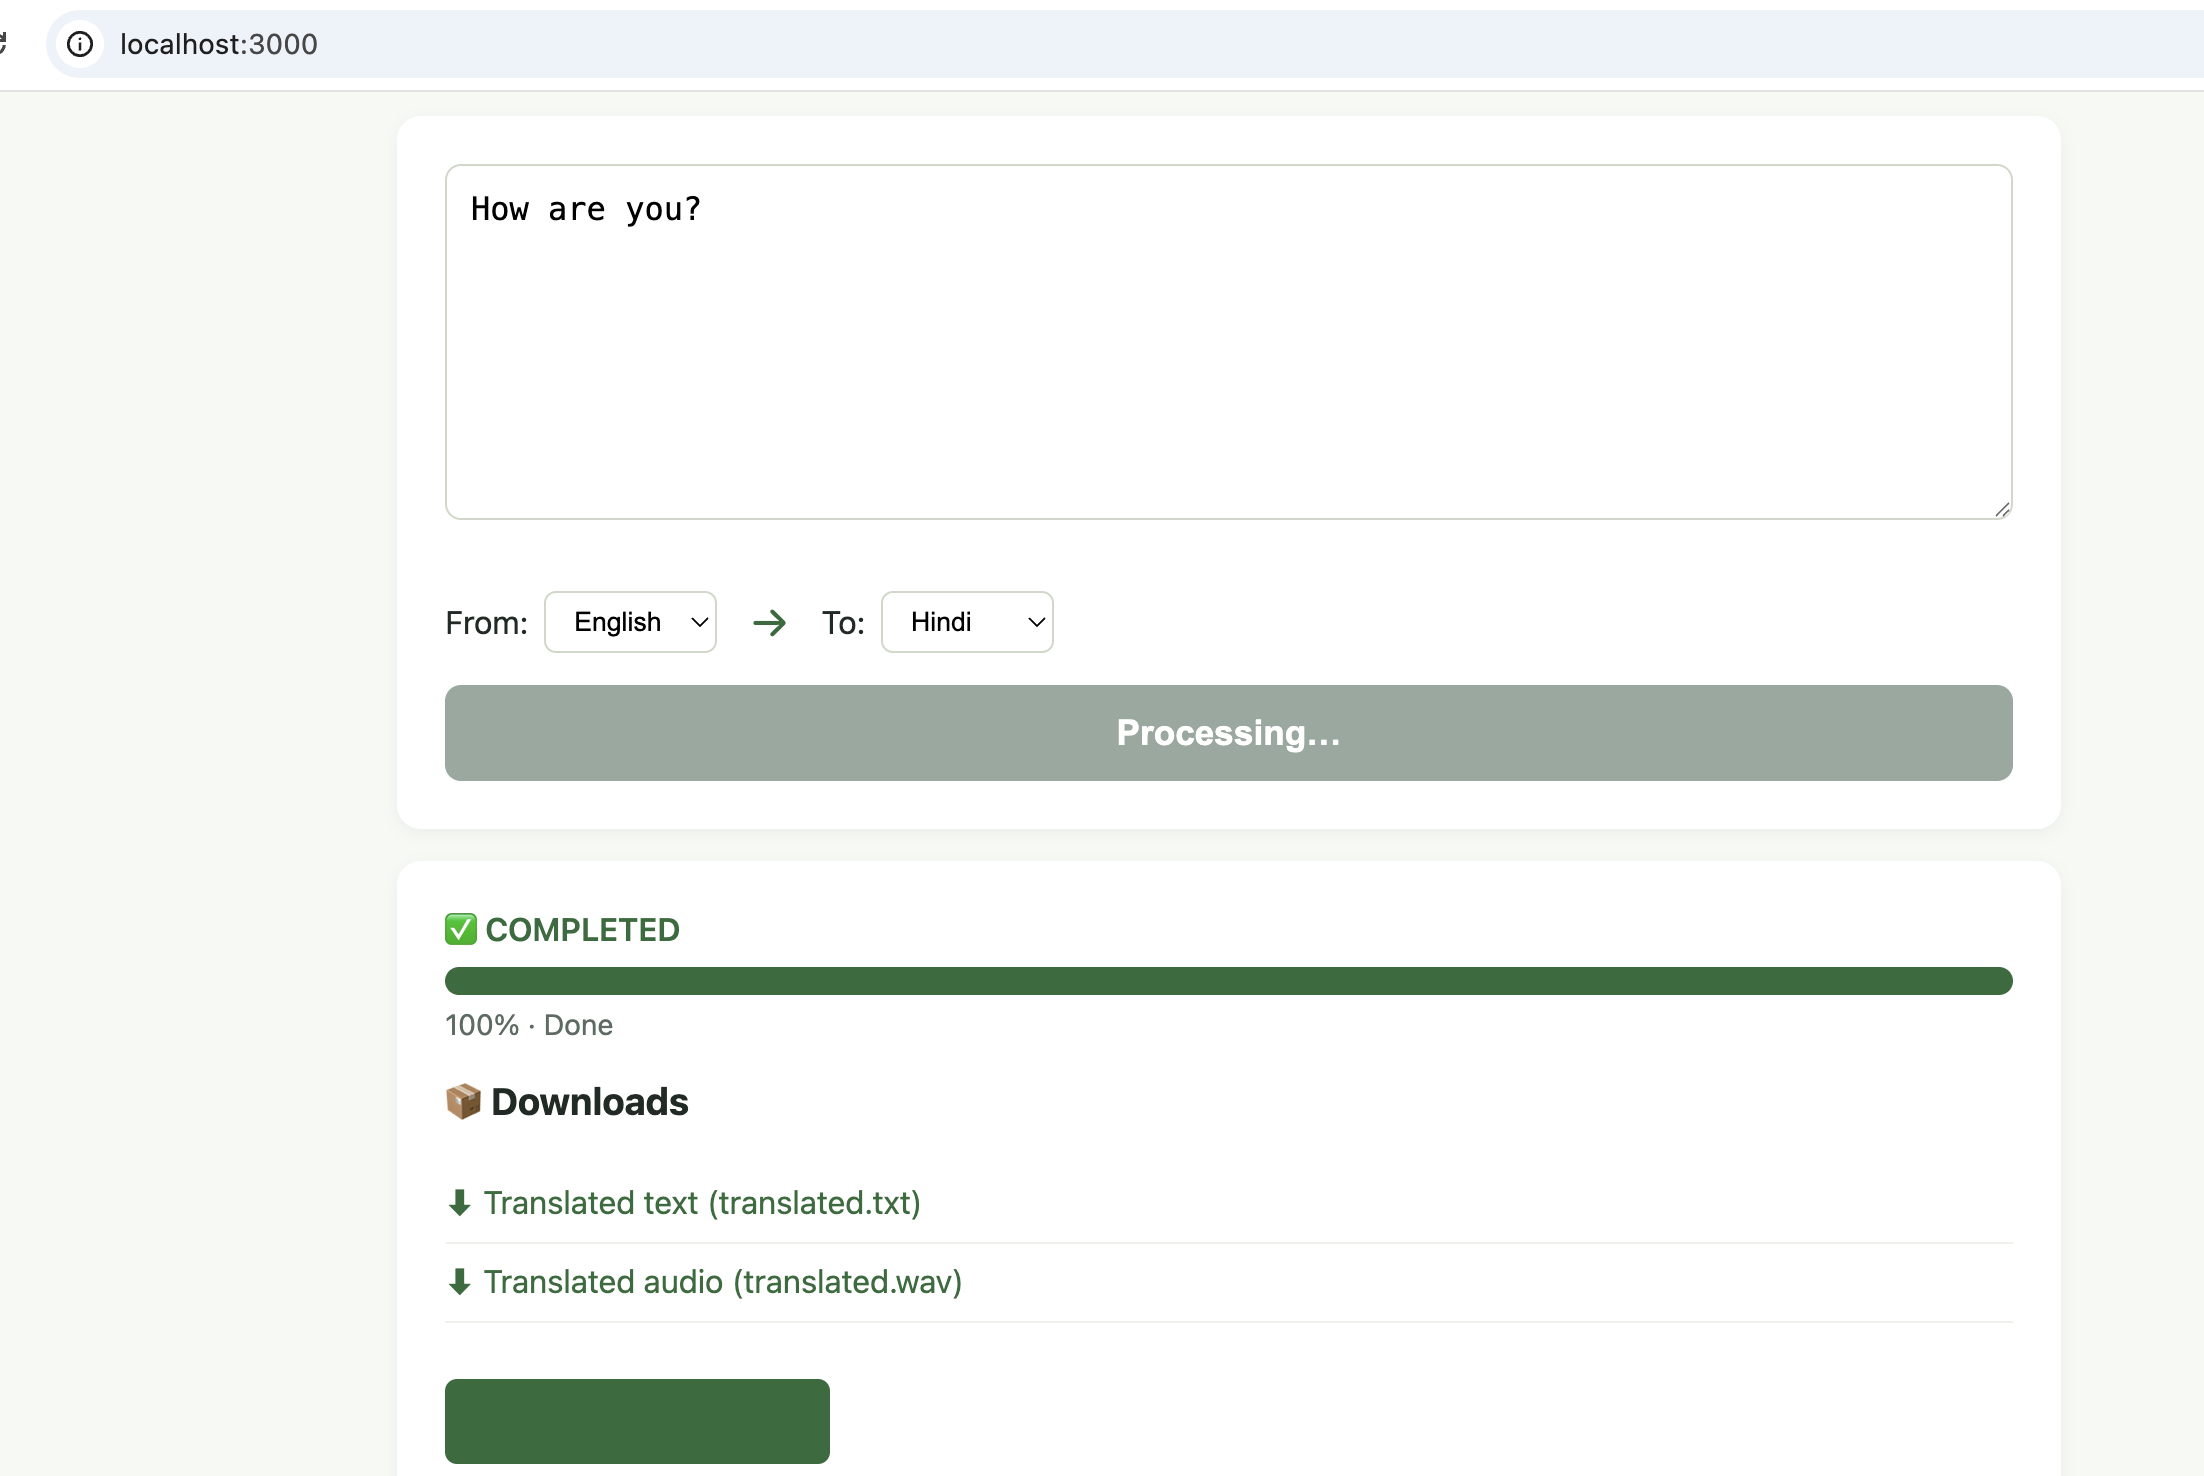 localhost:3000
How are you?
From: English → To: Hindi
Processing...
✅ COMPLETED
100% · Done
📦 Downloads
⬇ Translated text (translated.txt)
⬇ Translated audio (translated.wav)